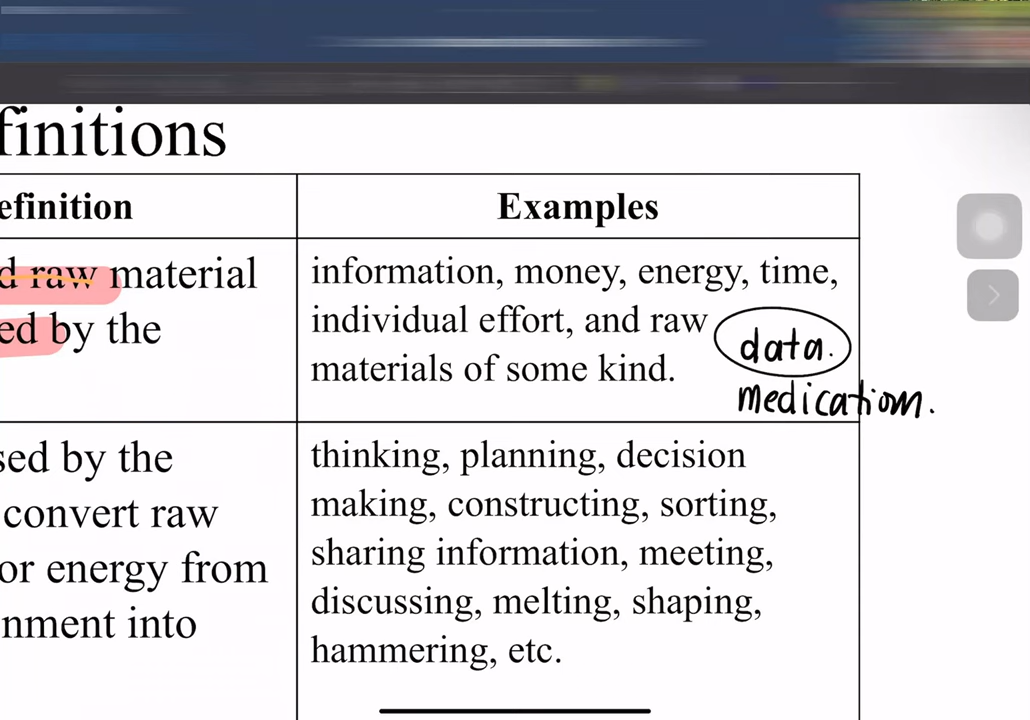 finitions
efinition
Examples
d raw material
ed by the
information, money, energy, time,
individual effort, and raw
materials of some kind.
data.
medication.
sed by the
convert raw
or energy from
nment into
thinking, planning, decision
making, constructing, sorting,
sharing information, meeting,
discussing, melting, shaping,
hammering, etc.